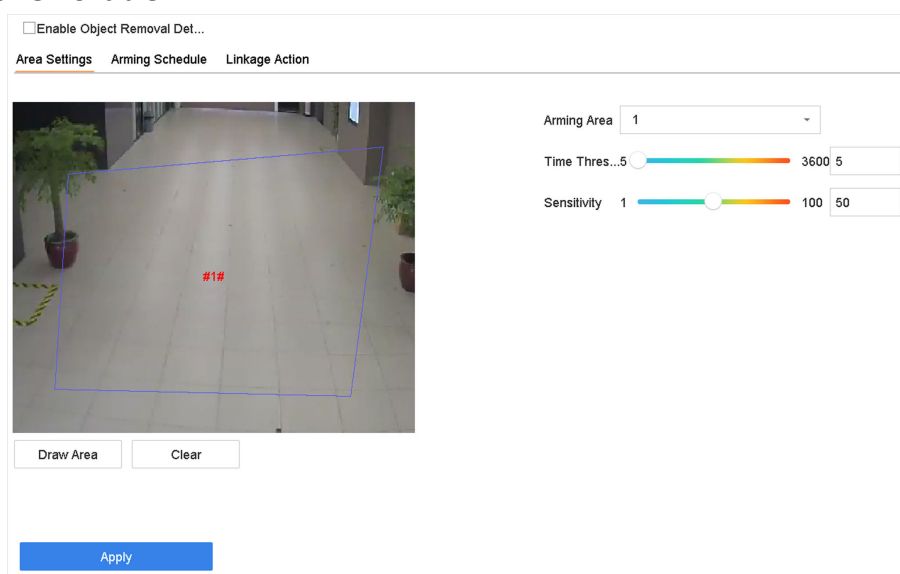 Enable Object Removal Det...
Area Settings Arming Schedule Linkage Action
Arming Area 1
Time Thres...5 3600 5
Sensitivity 1 100 50
#1#
Draw Area Clear
Apply